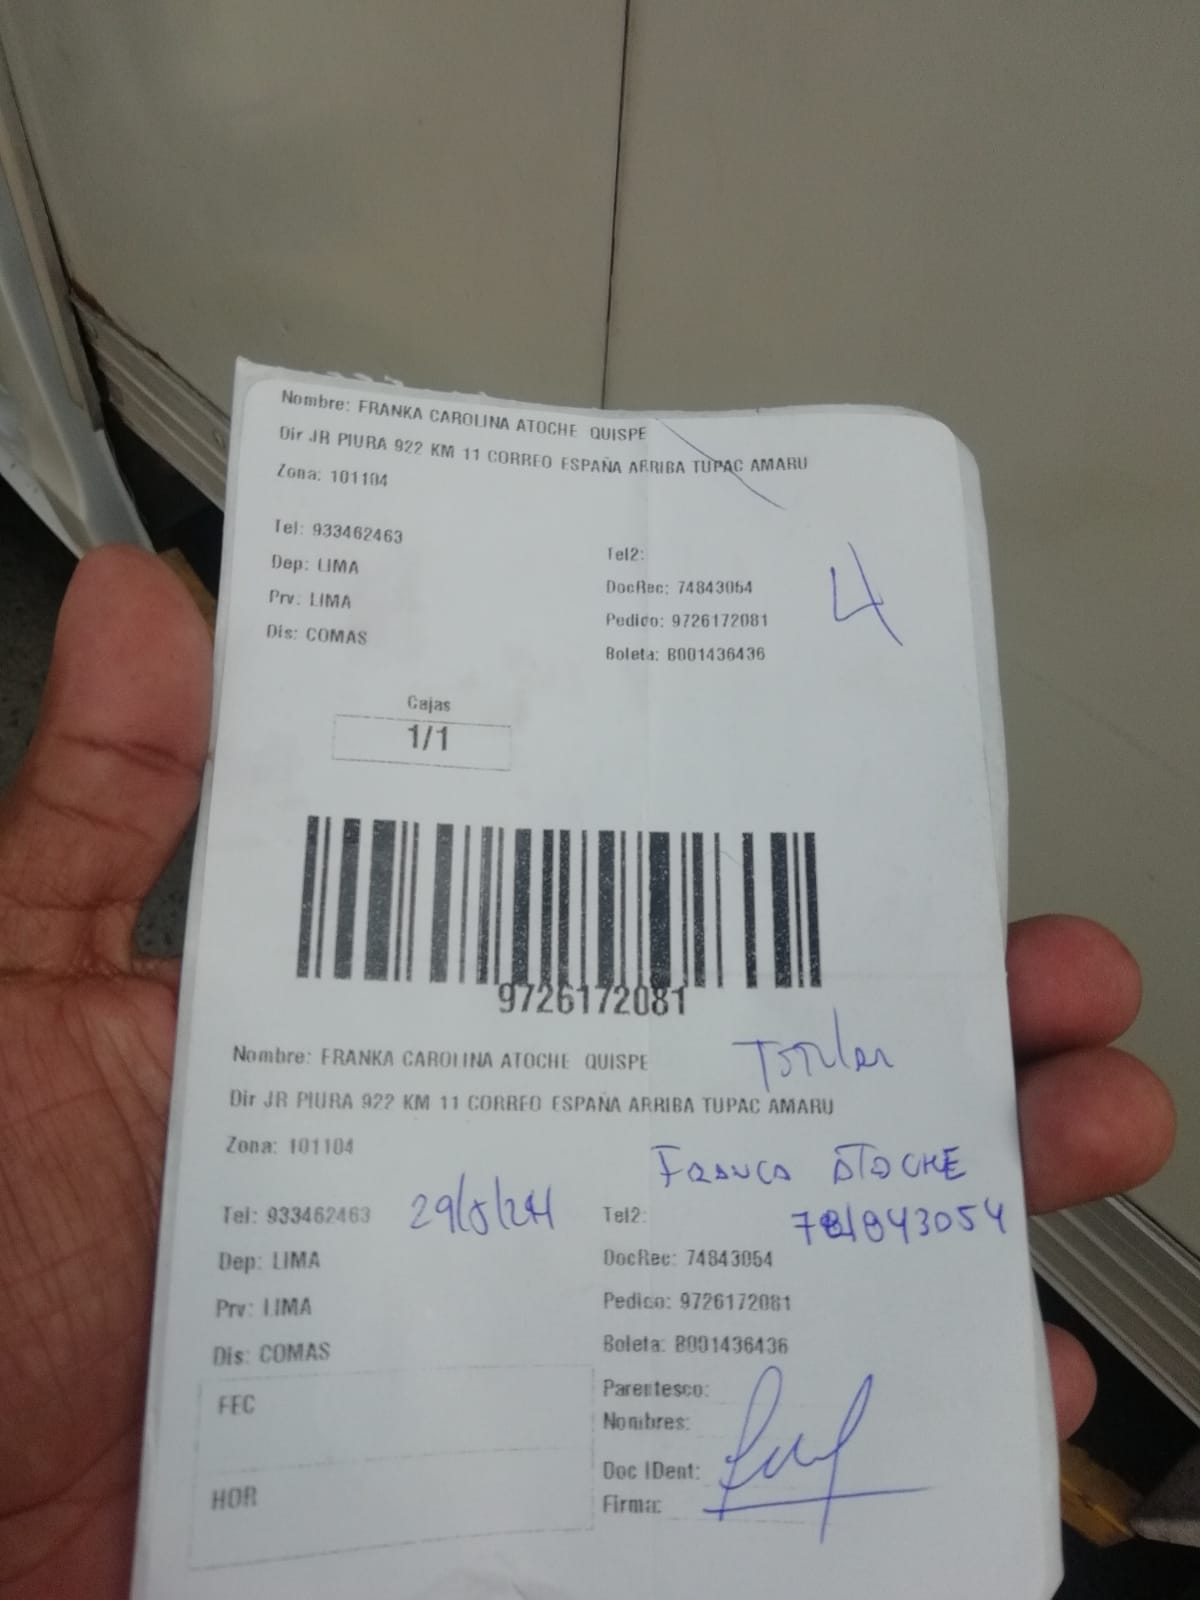 Nombre: FRANKA CAROLINA ATOCHE QUISPE
Dir JR PIURA 922 KM 11 CORREO ESPAÑA ARRIBA TUPAC AMARU
Zona: 101104
Tel: 933462463
Tel2:
Dep: LIMA
DocRec: 74843054
4
Prv: LIMA
Pedido: 9726172081
Dis: COMAS
Boleta: B001436436
Cajas
1/1
9726172081
Nombre: FRANKA CAROLINA ATOCHE QUISPE
Dir JR PIURA 922 KM 11 CORREO ESPAÑA ARRIBA TUPAC AMARU
Zona: 101104
FRANCA ATOCHE
Tel: 933462463
Tel2:
Dep: LIMA
DocRec: 74843054
Prv: LIMA
Pedido: 9726172081
Dis: COMAS
Boleta: B001436436
FEC
Parentesco:
Nombres:
Doc IDent:
HOR
Firma: